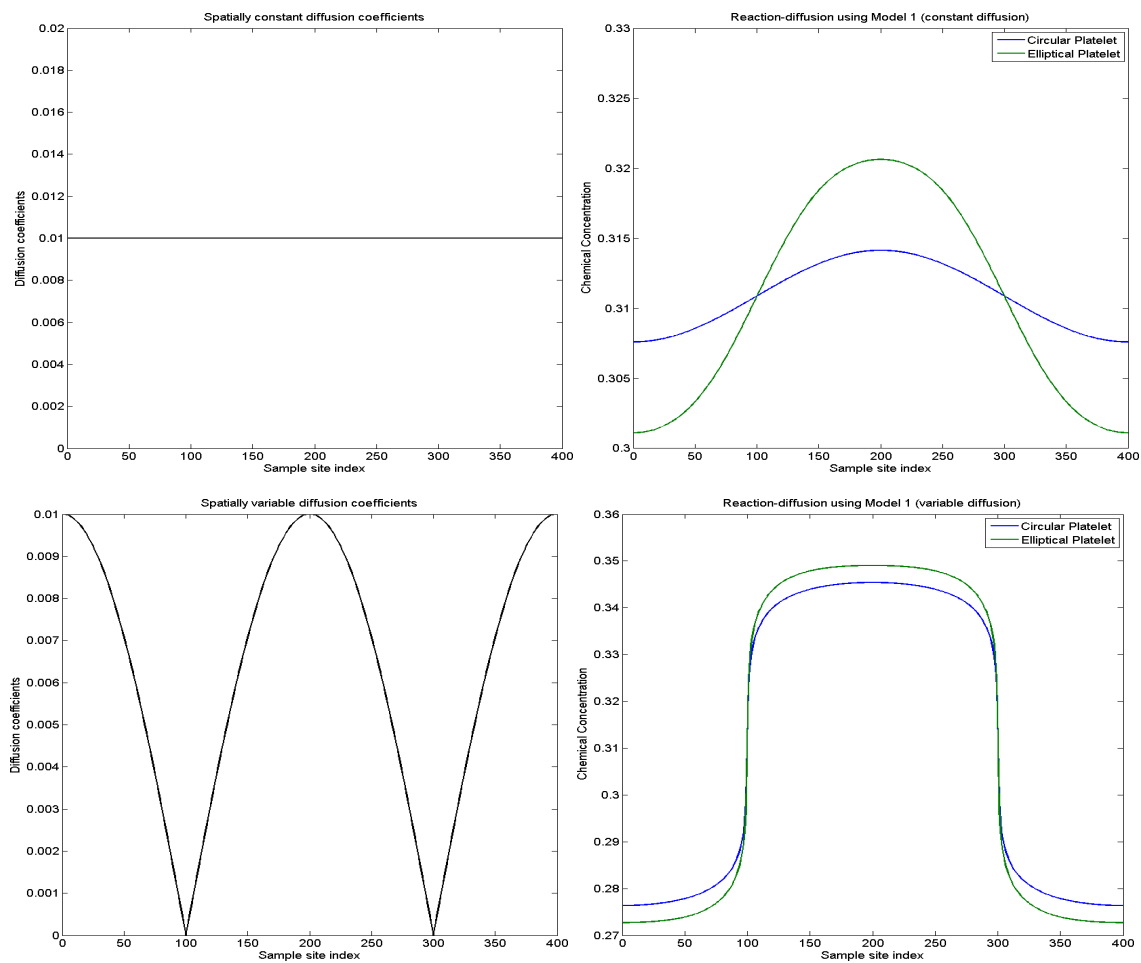 Spatially constant diffusion coefficients
0.02
0.018
0.016
0.014
0.012
0.01
0.008
0.006
0.004
0.002
0
Diffusion coefficients
0 50 100 150 200 250 300 350 400
Sample site index
Reaction-diffusion using Model 1 (constant diffusion)
Circular Platelet
Elliptical Platelet
0.33
0.325
0.32
0.315
0.31
0.305
0.3
Chemical Concentration
0 50 100 150 200 250 300 350 400
Sample site index
Spatially variable diffusion coefficients
0.01
0.009
0.008
0.007
0.006
0.005
0.004
0.003
0.002
0.001
0
Diffusion coefficients
0 50 100 150 200 250 300 350 400
Sample site index
Reaction-diffusion using Model 1 (variable diffusion)
Circular Platelet
Elliptical Platelet
0.36
0.35
0.34
0.33
0.32
0.31
0.3
0.29
0.28
0.27
Chemical Concentration
0 50 100 150 200 250 300 350 400
Sample site index